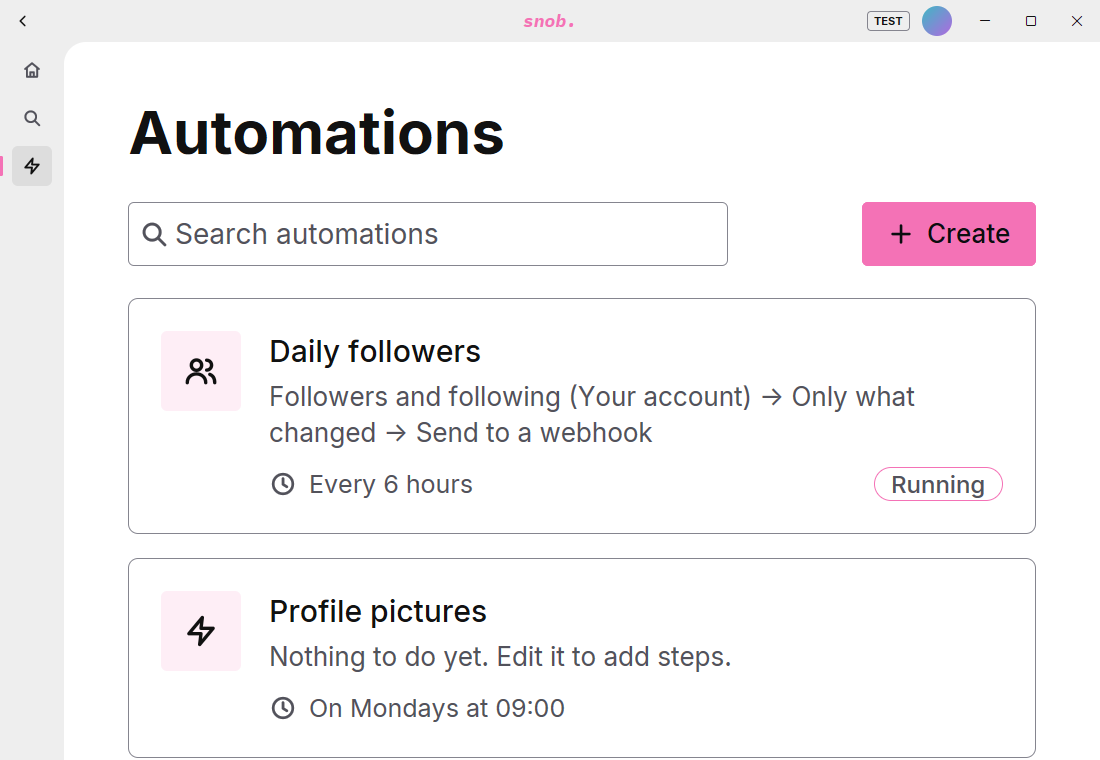 snob.
TEST
Automations
Search automations
Create
Daily followers
Followers and following (Your account) → Only what
changed → Send to a webhook
Every 6 hours
Running
Profile pictures
Nothing to do yet. Edit it to add steps.
On Mondays at 09:00